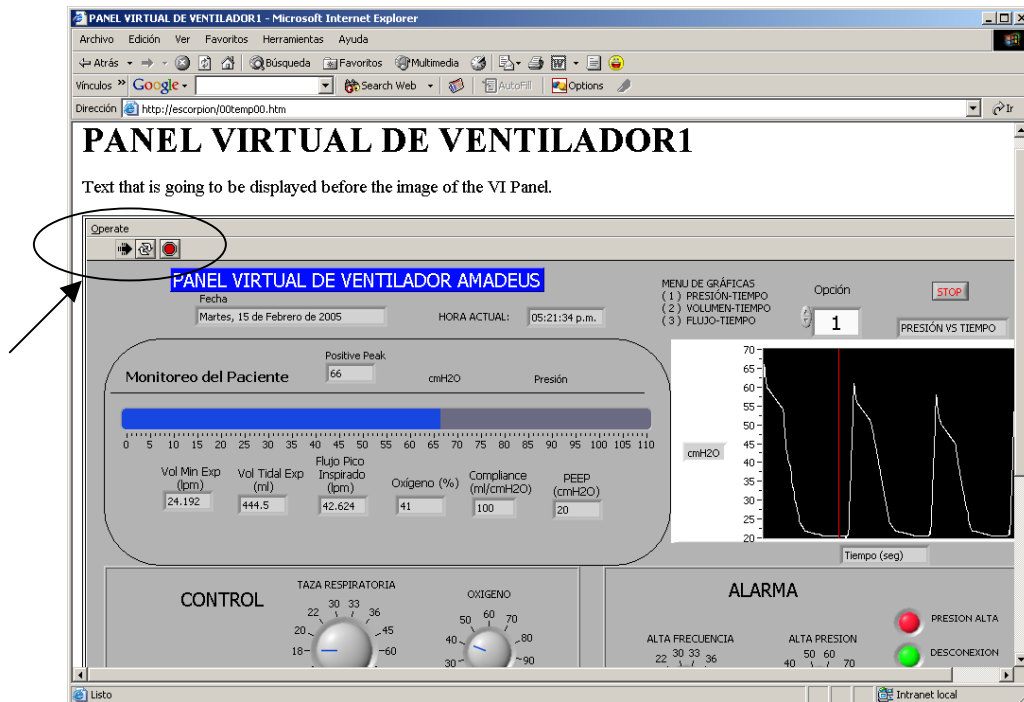 PANEL VIRTUAL DE VENTILADOR1 - Microsoft Internet Explorer
Archivo Edición Ver Favoritos Herramientas Ayuda
Atrás Búsqueda Favoritos Multimedia
Vínculos » Google Search Web AutoFill Options
Dirección http://escorpion/00temp00.htm Ir
PANEL VIRTUAL DE VENTILADOR1
Text that is going to be displayed before the image of the VI Panel.
Operate
PANEL VIRTUAL DE VENTILADOR AMADEUS
Fecha
Martes, 15 de Febrero de 2005
HORA ACTUAL: 05:21:34 p.m.
MENU DE GRÁFICAS
( 1 ) PRESIÓN-TIEMPO
( 2 ) VOLUMEN-TIEMPO
( 3 ) FLUJO-TIEMPO
Opción
1
STOP
PRESIÓN VS TIEMPO
Monitoreo del Paciente
Positive Peak
66
cmH2O
Presión
0 5 10 15 20 25 30 35 40 45 50 55 60 65 70 75 80 85 90 95 100 105 110
Vol Min Exp
(lpm)
24.192
Vol Tidal Exp
(ml)
444.5
Flujo Pico
Inspirado
(lpm)
42.624
Oxígeno (%)
41
Compliance
(ml/cmH2O)
100
PEEP
(cmH2O)
20
cmH2O
70
65
60
55
50
45
40
35
30
25
20
Tiempo (seg)
CONTROL
TAZA RESPIRATORIA
18 20 22 30 33 36 45 60
OXIGENO
30 40 50 60 70 80 90
ALARMA
ALTA FRECUENCIA
22 30 33 36
ALTA PRESION
40 50 60 70
PRESION ALTA
DESCONEXION
Listo
Intranet local